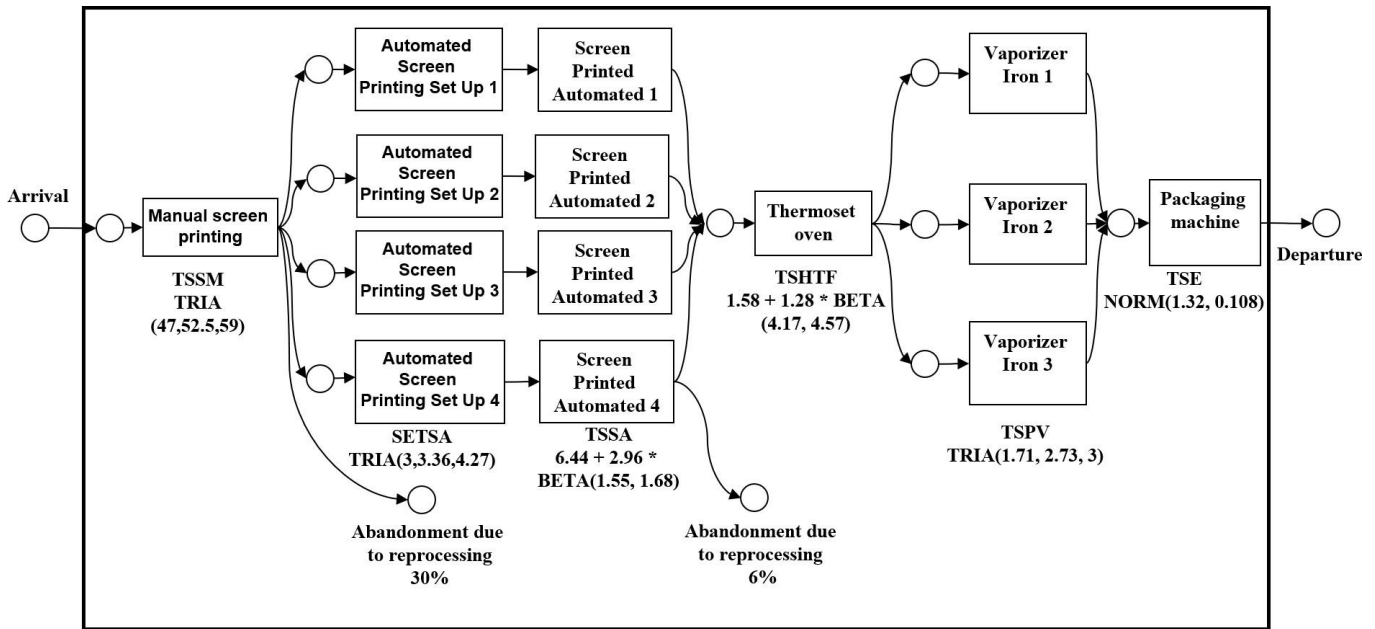 Arrival
Manual screen
printing
TSSM
TRIA
(47,52.5,59)
Automated
Screen
Printing Set Up 1
Automated
Screen
Printing Set Up 2
Automated
Screen
Printing Set Up 3
Automated
Screen
Printing Set Up 4
SETSA
TRIA(3,3.36,4.27)
Abandonment due
to reprocessing
30%
Screen
Printed
Automated 1
Screen
Printed
Automated 2
Screen
Printed
Automated 3
Screen
Printed
Automated 4
TSSA
6.44 + 2.96 *
BETA(1.55, 1.68)
Abandonment due
to reprocessing
6%
Thermoset
oven
TSHTF
1.58 + 1.28 * BETA
(4.17, 4.57)
Vaporizer
Iron 1
Vaporizer
Iron 2
Vaporizer
Iron 3
TSPV
TRIA(1.71, 2.73, 3)
Packaging
machine
TSE
NORM(1.32, 0.108)
Departure